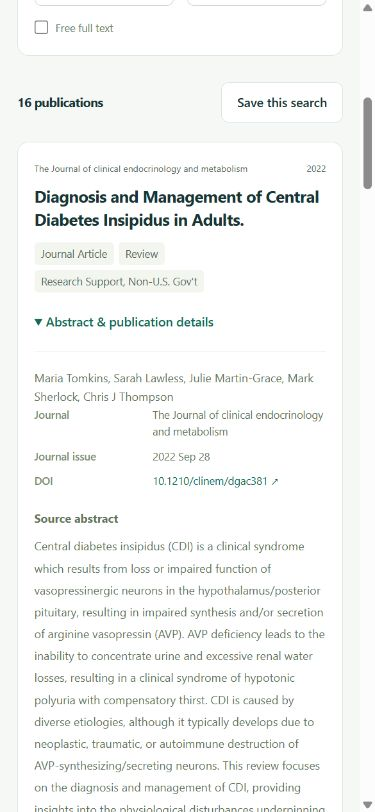 Free full text
16 publications
Save this search
The Journal of clinical endocrinology and metabolism
2022
Diagnosis and Management of Central
Diabetes Insipidus in Adults.
Journal Article
Review
Research Support, Non-U.S. Gov't
▼ Abstract & publication details
Maria Tomkins, Sarah Lawless, Julie Martin-Grace, Mark
Sherlock, Chris J Thompson
Journal
The Journal of clinical endocrinology
and metabolism
Journal issue
2022 Sep 28
DOI
10.1210/clinem/dgac381 ↗
Source abstract
Central diabetes insipidus (CDI) is a clinical syndrome
which results from loss or impaired function of
vasopressinergic neurons in the hypothalamus/posterior
pituitary, resulting in impaired synthesis and/or secretion
of arginine vasopressin (AVP). AVP deficiency leads to the
inability to concentrate urine and excessive renal water
losses, resulting in a clinical syndrome of hypotonic
polyuria with compensatory thirst. CDI is caused by
diverse etiologies, although it typically develops due to
neoplastic, traumatic, or autoimmune destruction of
AVP-synthesizing/secreting neurons. This review focuses
on the diagnosis and management of CDI, providing
insights into the physiological disturbances underpinning